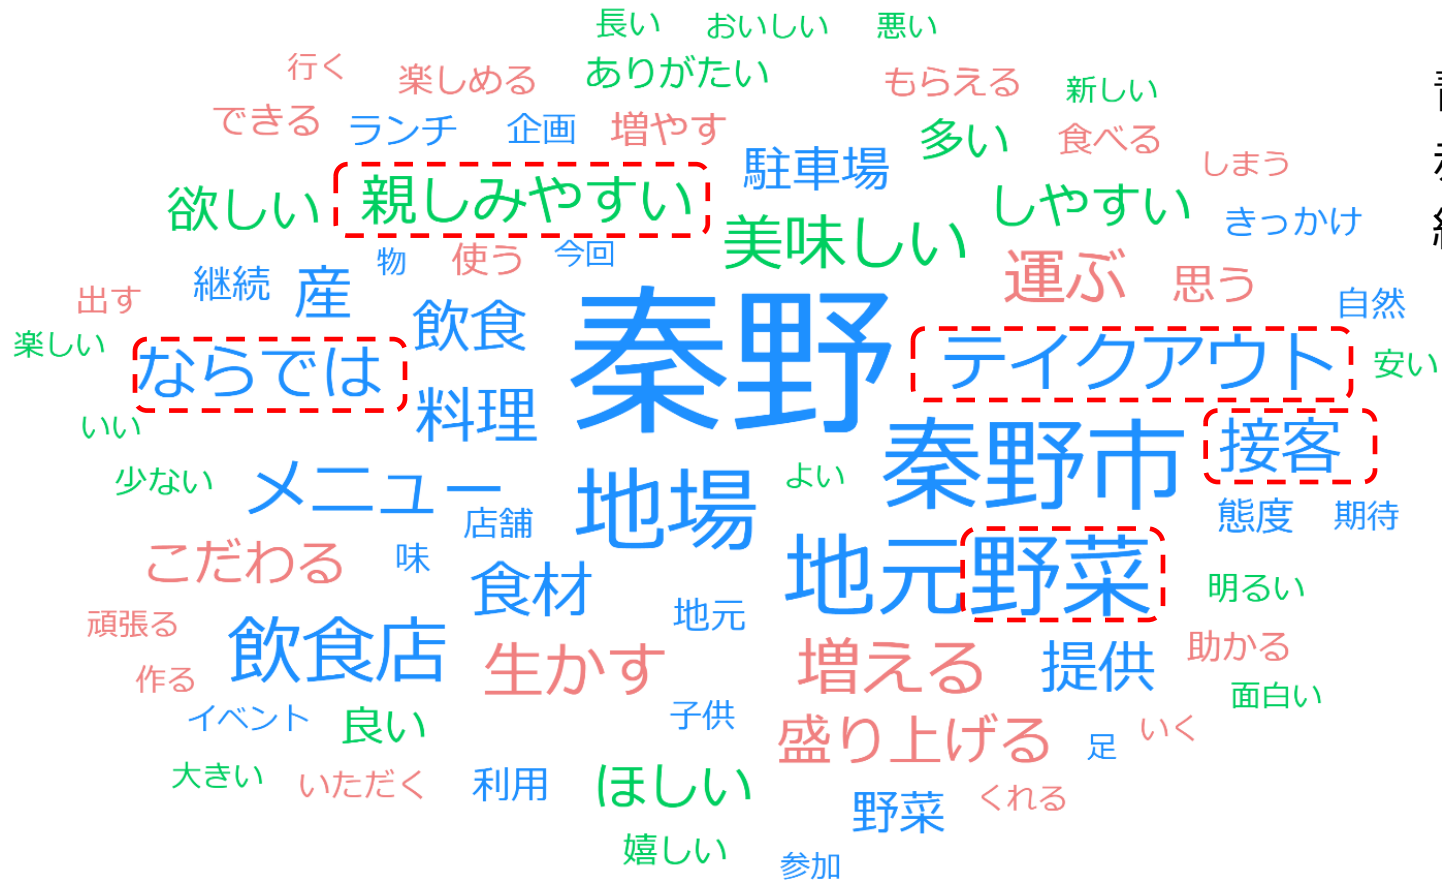 長い おいしい 悪い
行く 楽しめる ありがたい もらえる 新しい
できる ランチ 企画 増やす 駐車場 多い 食べる しまう
欲しい 親しみやすい 美味しい しやすい きっかけ
物 使う 今回 運ぶ 思う
出す 継続 産 飲食 秦野 自然
楽しい ならでは 料理 テイクアウト 安い
いい 秦野市 接客
少ない メニュー 店舗 地場 よい 態度 期待
こだわる 味 食材 地元 地元野菜 明るい
頑張る 飲食店 生かす 増える 提供 助かる
作る 面白い
イベント 良い 子供 盛り上げる 足 いく
大きい いただく 利用 ほしい 野菜 くれる
嬉しい 参加